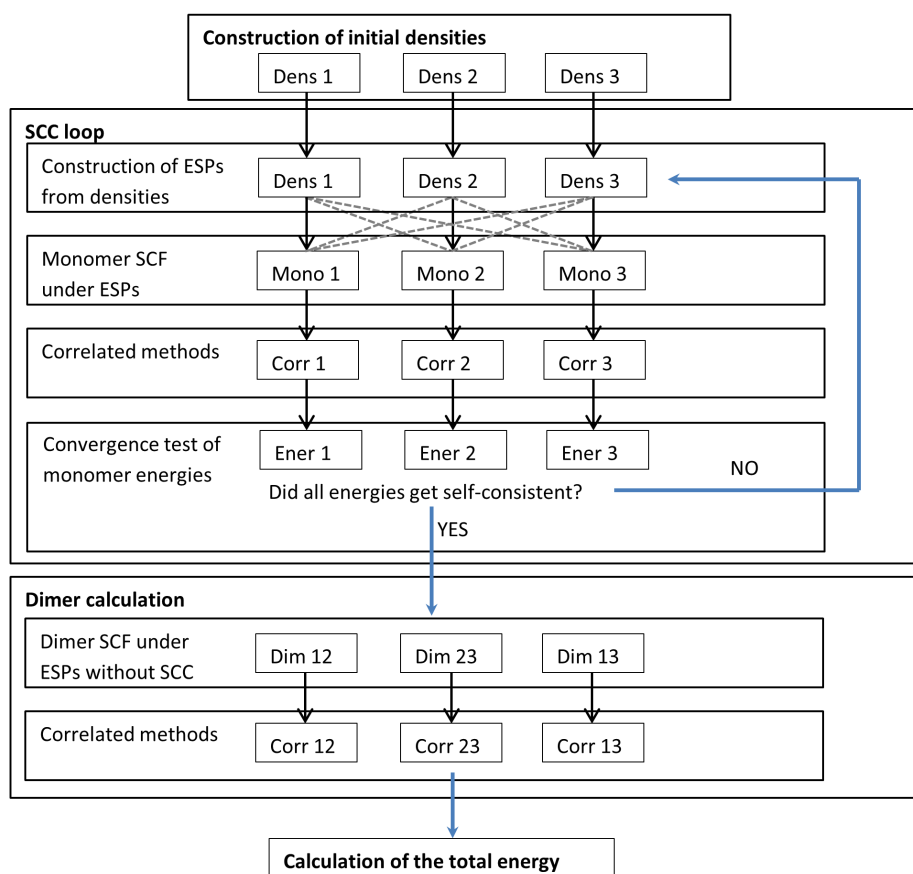 Construction of initial densities
Dens 1 Dens 2 Dens 3
SCC loop
Construction of ESPs
from densities
Dens 1 Dens 2 Dens 3
Monomer SCF
under ESPs
Mono 1 Mono 2 Mono 3
Correlated methods
Corr 1 Corr 2 Corr 3
Convergence test of
monomer energies
Ener 1 Ener 2 Ener 3
NO
Did all energies get self-consistent?
YES
Dimer calculation
Dimer SCF under
ESPs without SCC
Dim 12 Dim 23 Dim 13
Correlated methods
Corr 12 Corr 23 Corr 13
Calculation of the total energy